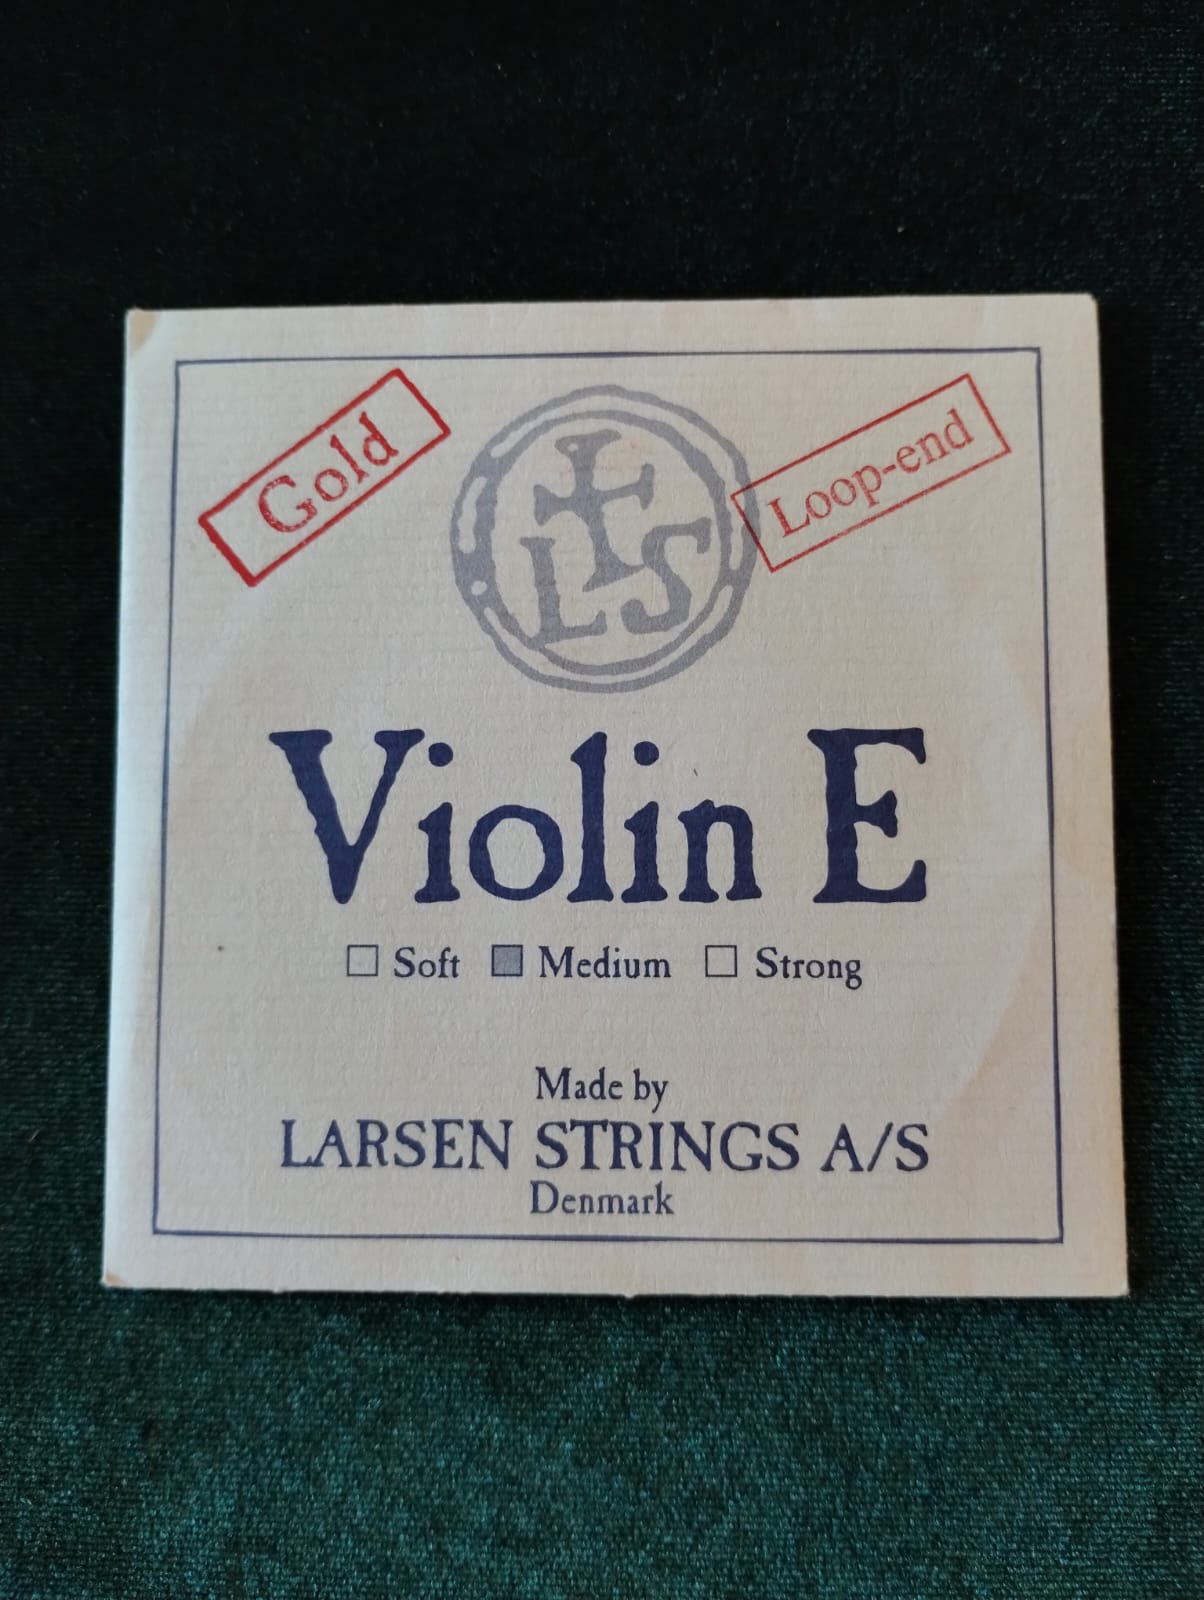 Gold
Loop-end
LS
Violin E
Soft Medium Strong
Made by
LARSEN STRINGS A/S
Denmark